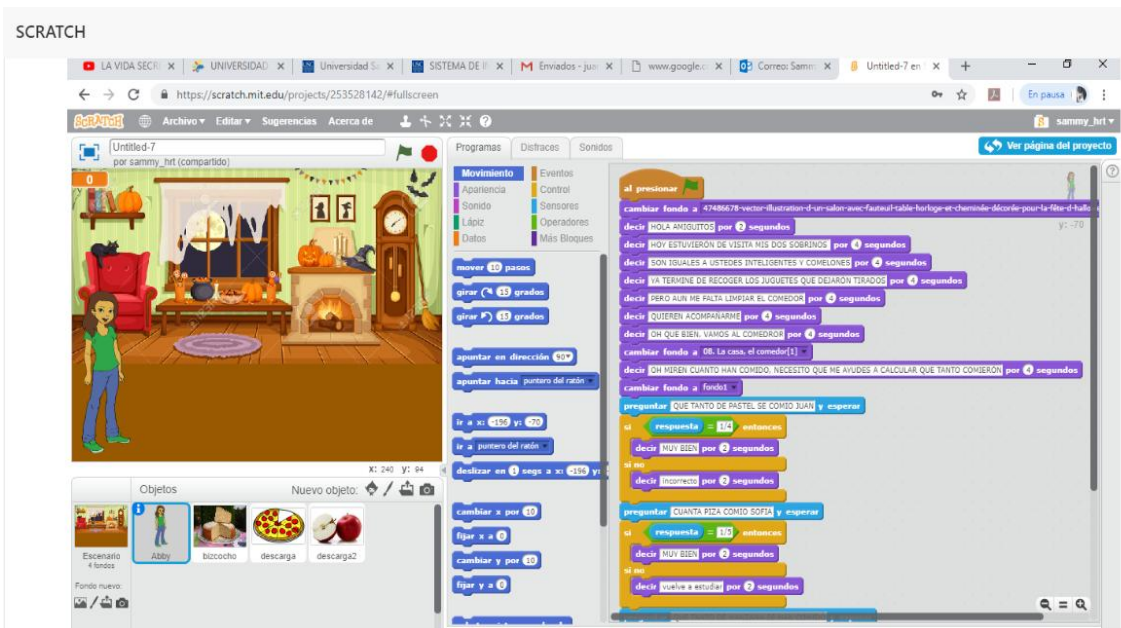 SCRATCH
LA VIDA SECR
UNIVERSIDAD
Universidad Sa
SISTEMA DE II
Enviados - juan
www.google.c
Correo: Samm
Untitled-7 en
https://scratch.mit.edu/projects/253528142/#fullscreen
En pausa
SCRATCH Archivo Editar Sugerencias Acerca de
sammy_hrt
Untitled-7
por sammy_hrt (compartido)
Programas Disfraces Sonidos
Ver página del proyecto
0
Movimiento Eventos
Apariencia Control
Sonido Sensores
Lápiz Operadores
Datos Más Bloques
mover 10 pasos
girar 15 grados
girar 15 grados
apuntar en dirección 90
apuntar hacia puntero del ratón
ir a x: -196 y: -70
ir a puntero del ratón
deslizar en 1 segs a x: -196 y:
cambiar x por 10
fijar x a 0
cambiar y por 10
fijar y a 0
al presionar
cambiar fondo a 47486678-vector-illustration-d-un-salon-avec-fauteuil-table-horloge-et-cheminée-décorée-pour-la-fête-d-hallo
y: -70
decir HOLA AMIGUITOS por 2 segundos
decir HOY ESTUVIERON DE VISITA MIS DOS SOBRINOS por 4 segundos
decir SON IGUALES A USTEDES INTELIGENTES Y COMELONES por 4 segundos
decir YA TERMINE DE RECOGER LOS JUGUETES QUE DEJARÓN TIRADOS por 4 segundos
decir PERO AUN ME FALTA LIMPIAR EL COMEDOR por 4 segundos
decir QUIEREN ACOMPAÑARME por 4 segundos
decir OH QUE BIEN, VAMOS AL COMEDROR por 4 segundos
cambiar fondo a 08. La casa, el comedor[1]
decir OH MIREN CUANTO HAN COMIDO, NECESITO QUE ME AYUDES A CALCULAR QUE TANTO COMIERÓN por 4 segundos
cambiar fondo a fondo1
preguntar QUE TANTO DE PASTEL SE COMIO JUAN y esperar
si respuesta = 1/4 entonces
decir MUY BIEN por 2 segundos
si no
decir incorrecto por 2 segundos
preguntar CUANTA PIZA COMIO SOFIA y esperar
si respuesta = 1/5 entonces
decir MUY BIEN por 2 segundos
si no
decir vuelve a estudiar por 2 segundos
X: 240 Y: 94
Objetos Nuevo objeto:
Escenario
4 fondos
Abby
bizcocho
descarga
descarga2
Fondo nuevo: